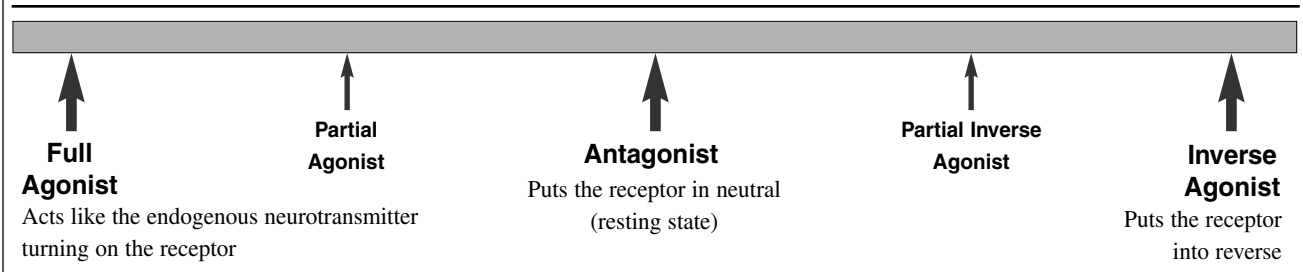 Full
Agonist
Acts like the endogenous neurotransmitter
turning on the receptor
Partial
Agonist
Antagonist
Puts the receptor in neutral
(resting state)
Partial Inverse
Agonist
Inverse
Agonist
Puts the receptor
into reverse